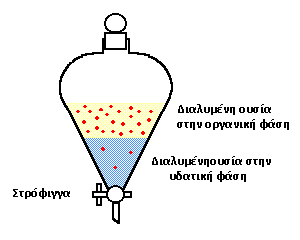 Διαλυμένη ουσία
στην οργανική φάση
Διαλυμένηουσία στην
υδατική φάση
Στρόφιγγα